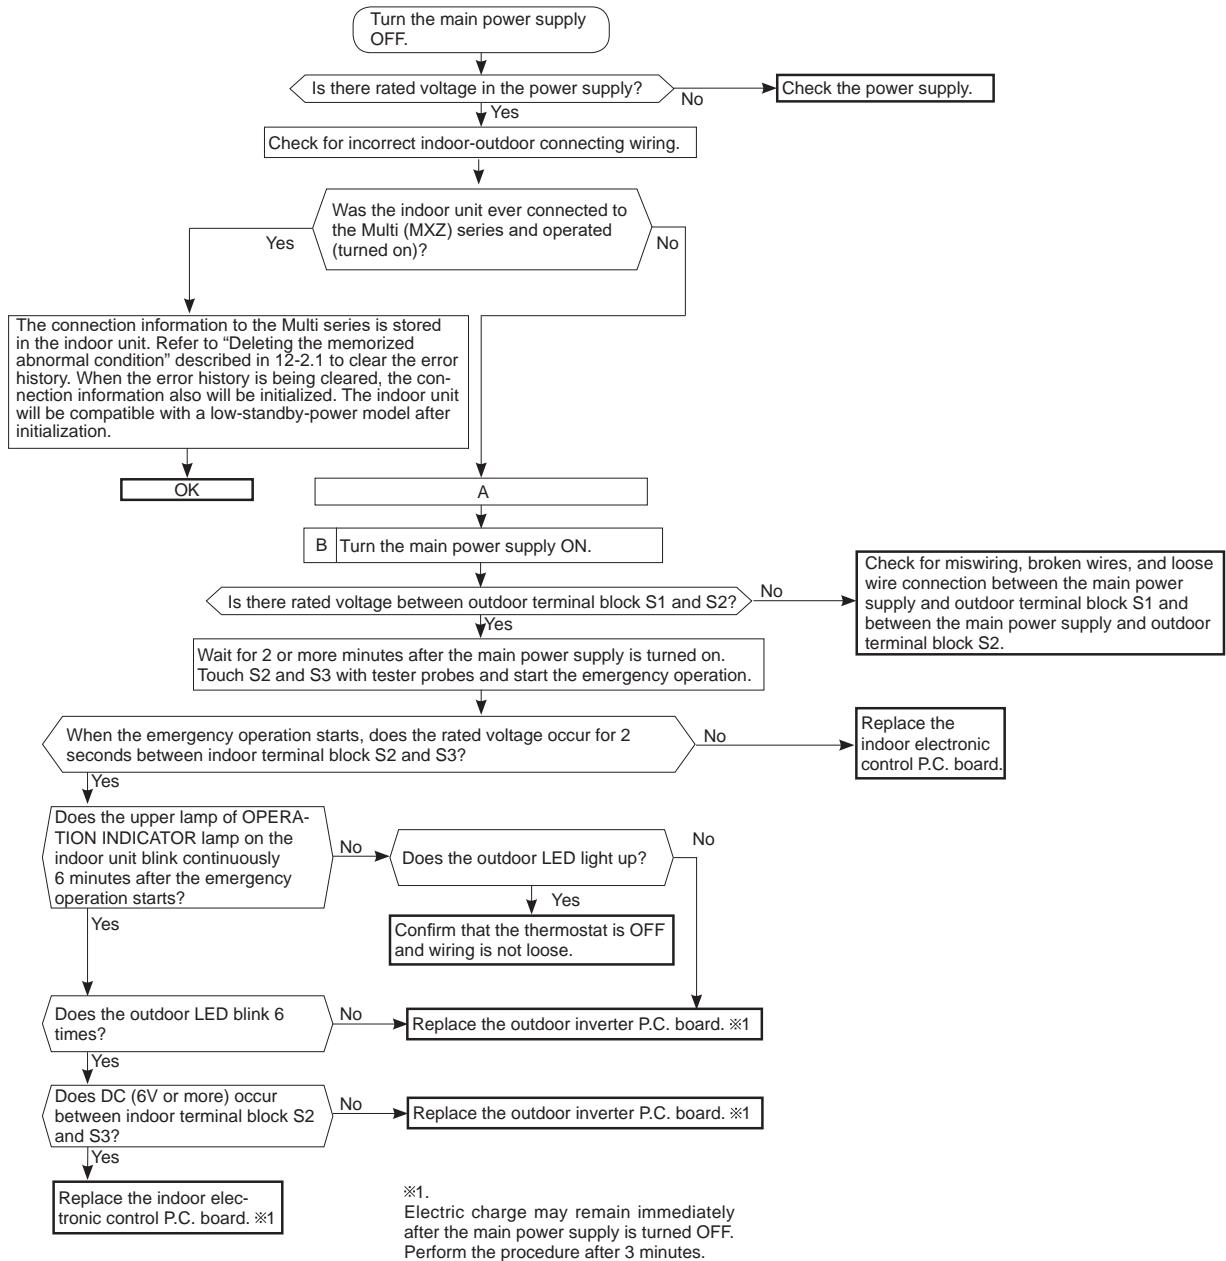 Turn the main power supply
OFF.
Is there rated voltage in the power supply?
No
Check the power supply.
Yes
Check for incorrect indoor-outdoor connecting wiring.
Was the indoor unit ever connected to
the Multi (MXZ) series and operated
(turned on)?
Yes
No
The connection information to the Multi series is stored
in the indoor unit. Refer to “Deleting the memorized
abnormal condition” described in 12-2.1 to clear the error
history. When the error history is being cleared, the con-
nection information also will be initialized. The indoor unit
will be compatible with a low-standby-power model after
initialization.
OK
A
B Turn the main power supply ON.
Is there rated voltage between outdoor terminal block S1 and S2?
No
Check for miswiring, broken wires, and loose
wire connection between the main power
supply and outdoor terminal block S1 and
between the main power supply and outdoor
terminal block S2.
Yes
Wait for 2 or more minutes after the main power supply is turned on.
Touch S2 and S3 with tester probes and start the emergency operation.
When the emergency operation starts, does the rated voltage occur for 2
seconds between indoor terminal block S2 and S3?
No
Replace the
indoor electronic
control P.C. board.
Yes
Does the upper lamp of OPERA-
TION INDICATOR lamp on the
indoor unit blink continuously
6 minutes after the emergency
operation starts?
No
Does the outdoor LED light up?
No
Yes
Confirm that the thermostat is OFF
and wiring is not loose.
Yes
Does the outdoor LED blink 6
times?
No
Replace the outdoor inverter P.C. board. ※1
Yes
Does DC (6V or more) occur
between indoor terminal block S2
and S3?
No
Replace the outdoor inverter P.C. board. ※1
Yes
Replace the indoor elec-
tronic control P.C. board. ※1
※1.
Electric charge may remain immediately
after the main power supply is turned OFF.
Perform the procedure after 3 minutes.